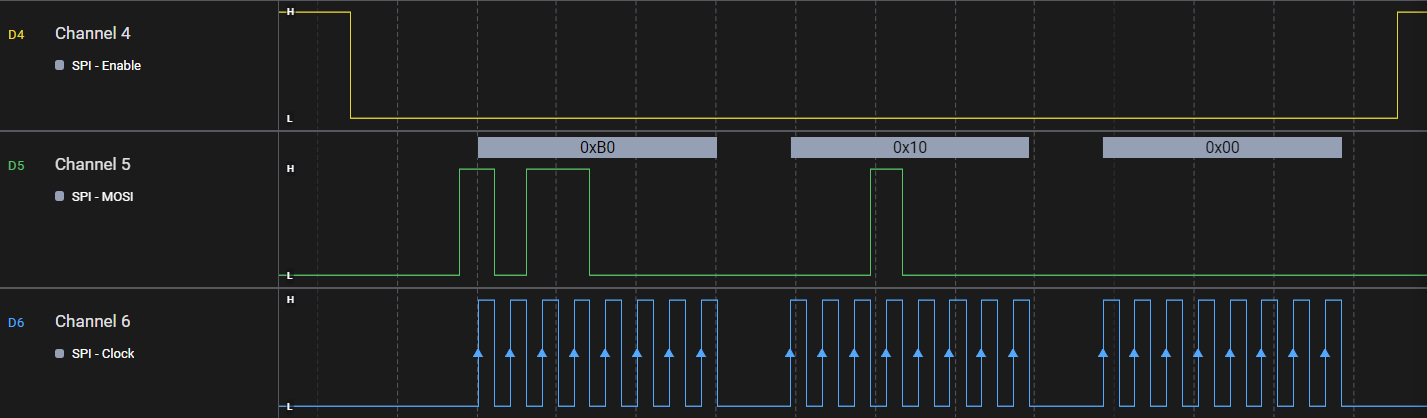 D4 Channel 4 H
SPI - Enable
L
0xB0 0x10 0x00
D5 Channel 5 H
SPI - MOSI
L
H
D6 Channel 6
SPI - Clock
L